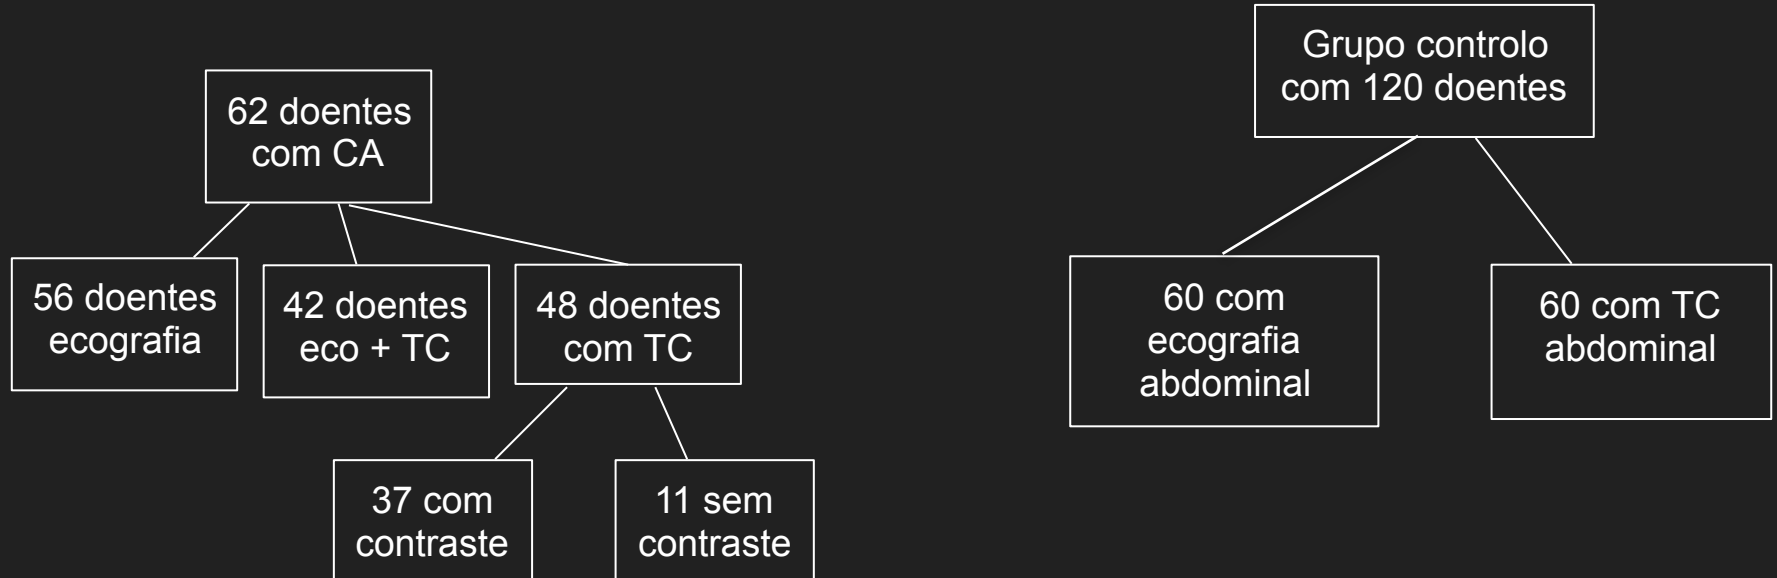 62 doentes
com CA
56 doentes
ecografia
42 doentes
eco + TC
48 doentes
com TC
37 com
contraste
11 sem
contraste
Grupo controlo
com 120 doentes
60 com
ecografia
abdominal
60 com TC
abdominal